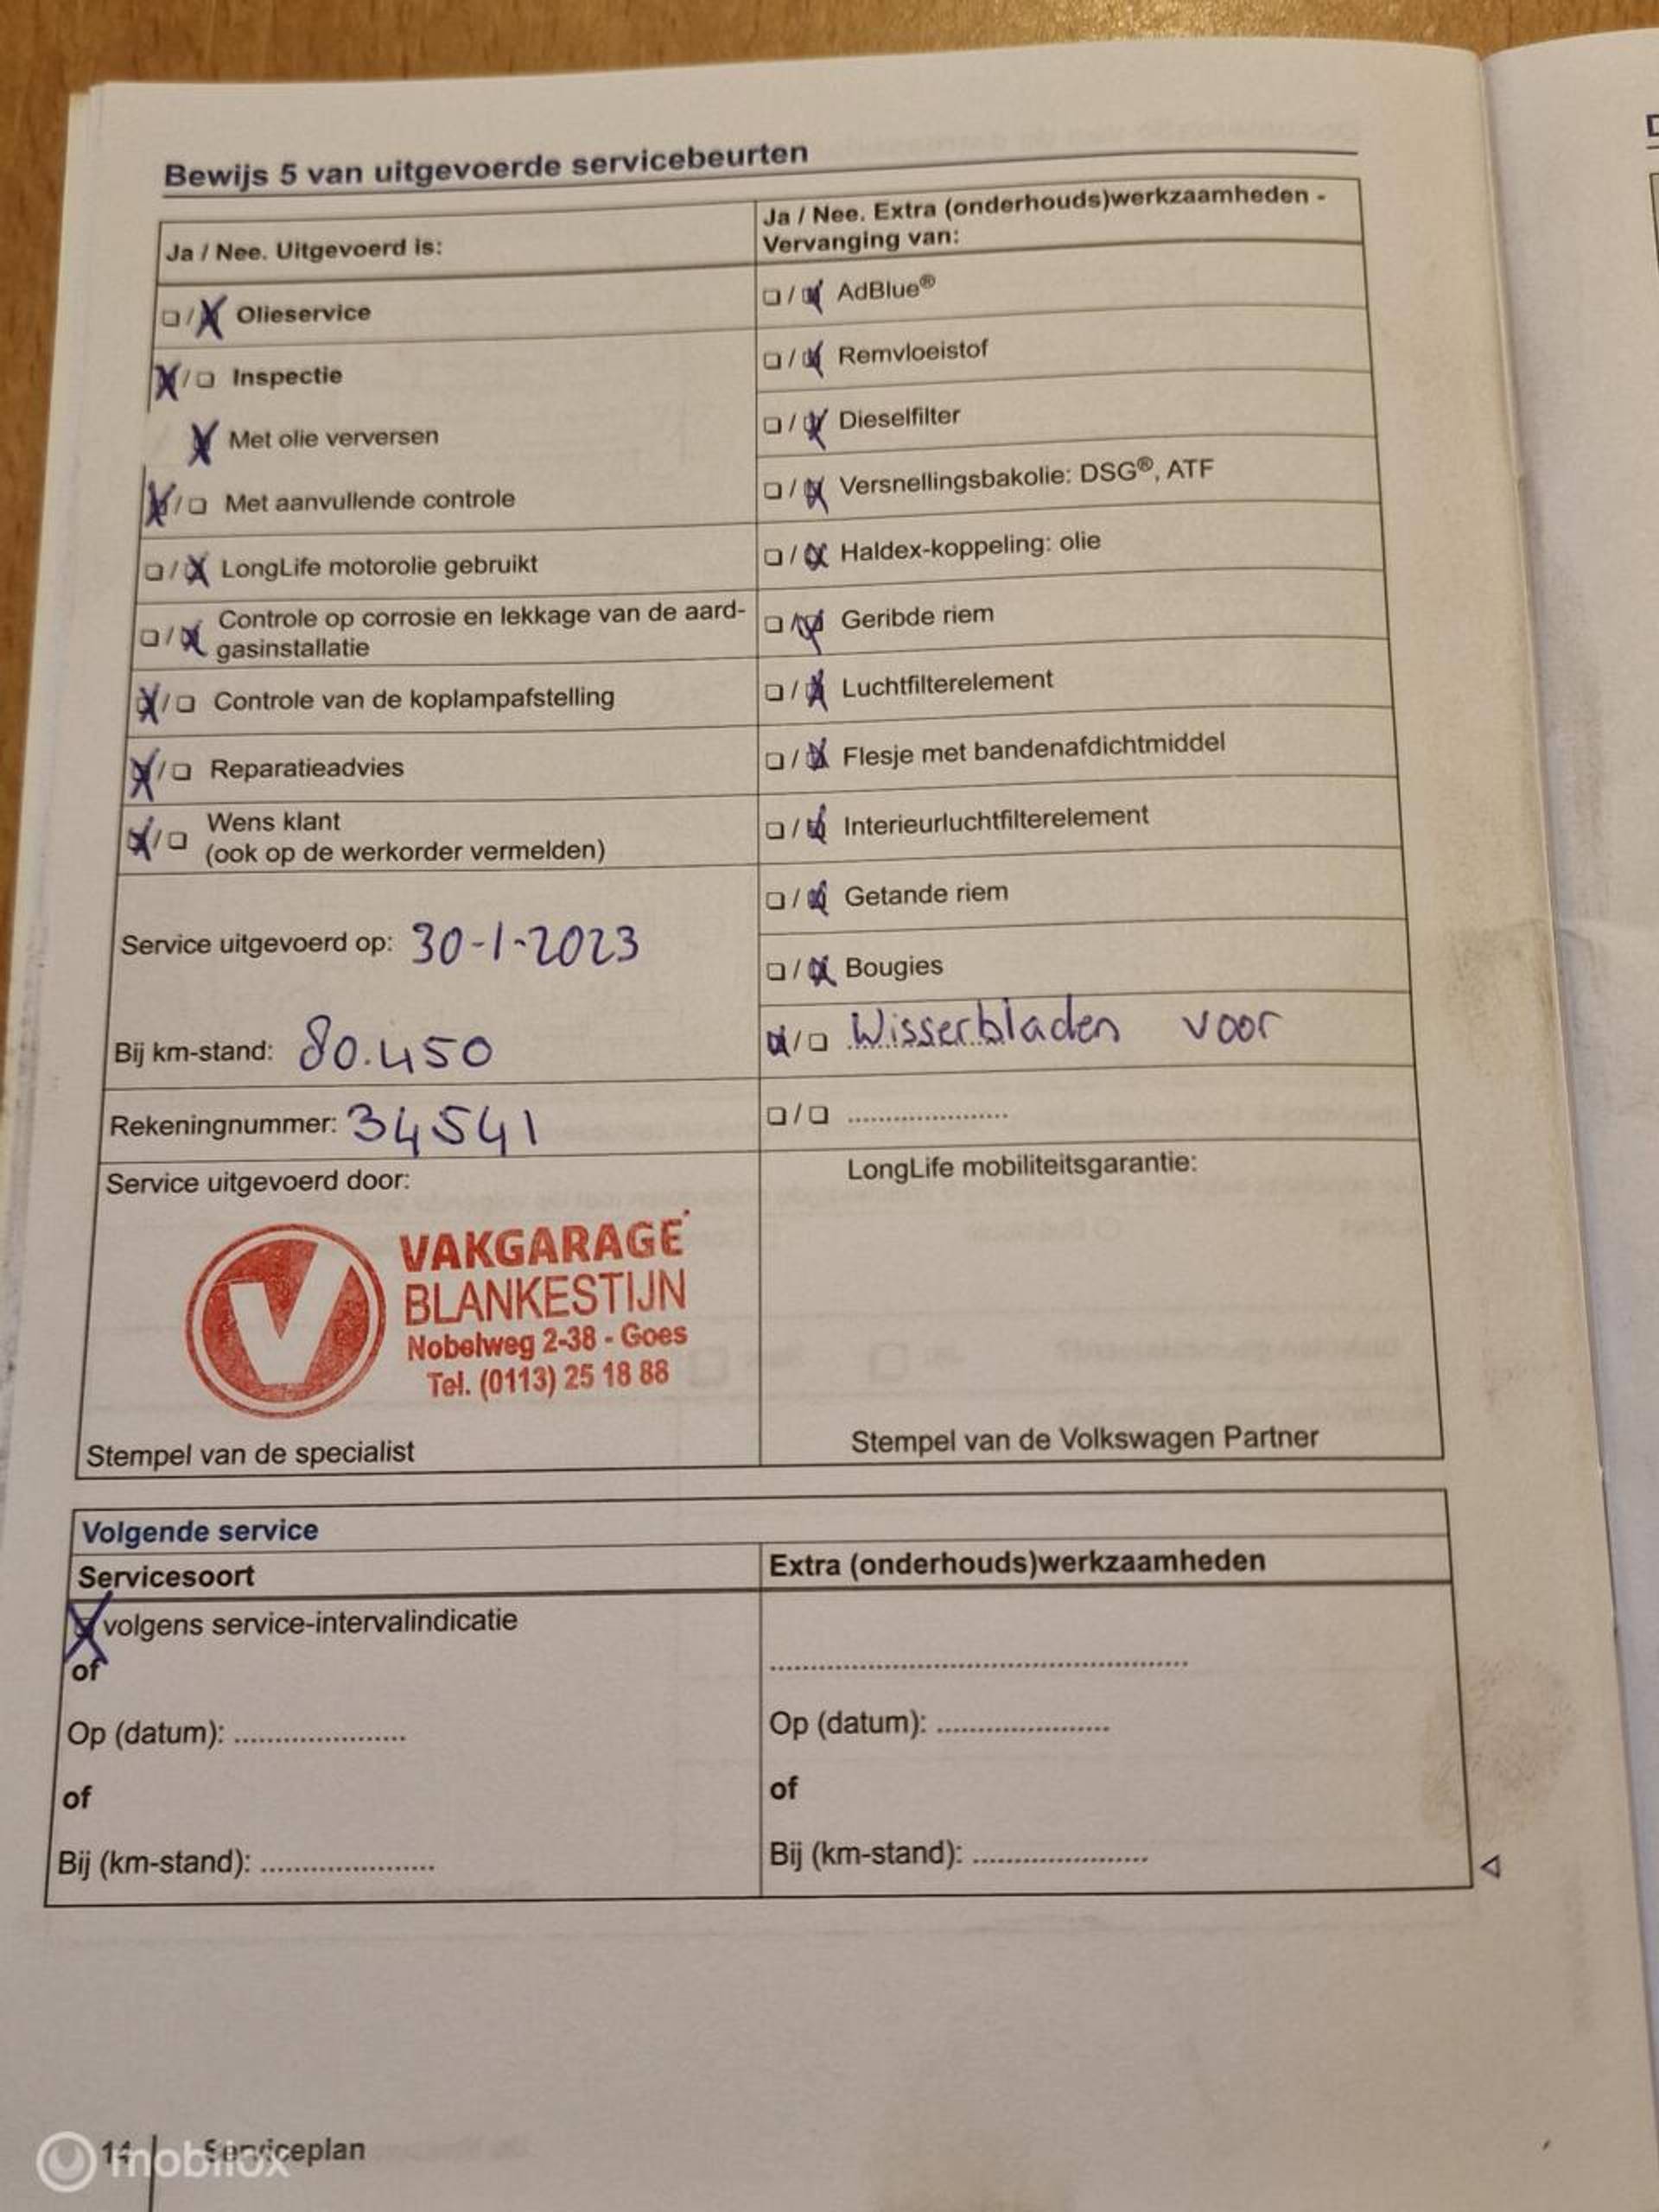 Bewijs 5 van uitgevoerde servicebeurten
Ja / Nee. Uitgevoerd is:
☐/☒ Olieservice
☒/☐ Inspectie
☒ Met olie verversen
☒/☐ Met aanvullende controle
☐/☒ LongLife motorolie gebruikt
☐/☒ Controle op corrosie en lekkage van de aard-
gasinstallatie
☒/☐ Controle van de koplampafstelling
☒/☐ Reparatieadvies
☒/☐ Wens klant
(ook op de werkorder vermelden)
Service uitgevoerd op: 30-1-2023
Bij km-stand: 80.450
Rekeningnummer: 34541
Service uitgevoerd door:
VAKGARAGE
BLANKESTIJN
Nobelweg 2-38 - Goes
Tel. (0113) 25 18 88
Stempel van de specialist
Ja / Nee. Extra (onderhouds)werkzaamheden -
Vervanging van:
☐/☒ AdBlue®
☐/☒ Remvloeistof
☐/☒ Dieselfilter
☐/☒ Versnellingsbakolie: DSG®, ATF
☐/☒ Haldex-koppeling: olie
☐/☒ Geribde riem
☐/☒ Luchtfilterelement
☐/☒ Flesje met bandenafdichtmiddel
☐/☒ Interieurluchtfilterelement
☐/☒ Getande riem
☐/☒ Bougies
☒/☐ Wisserbladen voor
☐/☐ ....................
LongLife mobiliteitsgarantie:
Stempel van de Volkswagen Partner
Volgende service
Servicesoort
☒ volgens service-intervalindicatie
of
Op (datum): .....................
of
Bij (km-stand): .....................
Extra (onderhouds)werkzaamheden
..................................................
Op (datum): .....................
of
Bij (km-stand): .....................
14 Serviceplan
mobilox